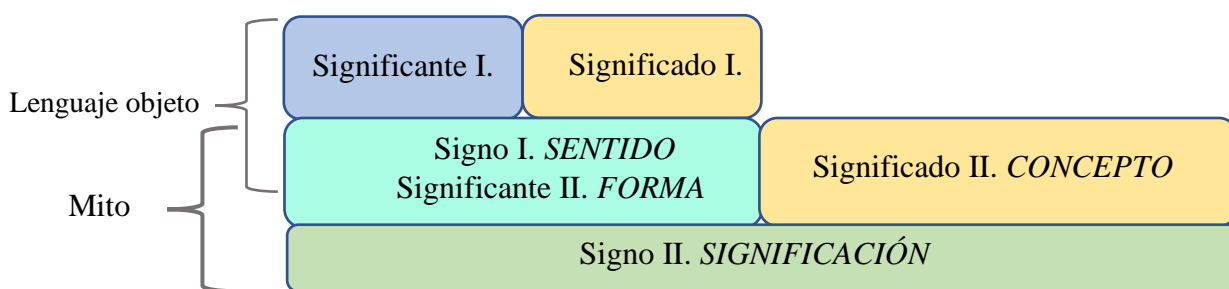 Significante I.
Significado I.
Lenguaje objeto
Signo I. SENTIDO
Significante II. FORMA
Significado II. CONCEPTO
Mito
Signo II. SIGNIFICACIÓN